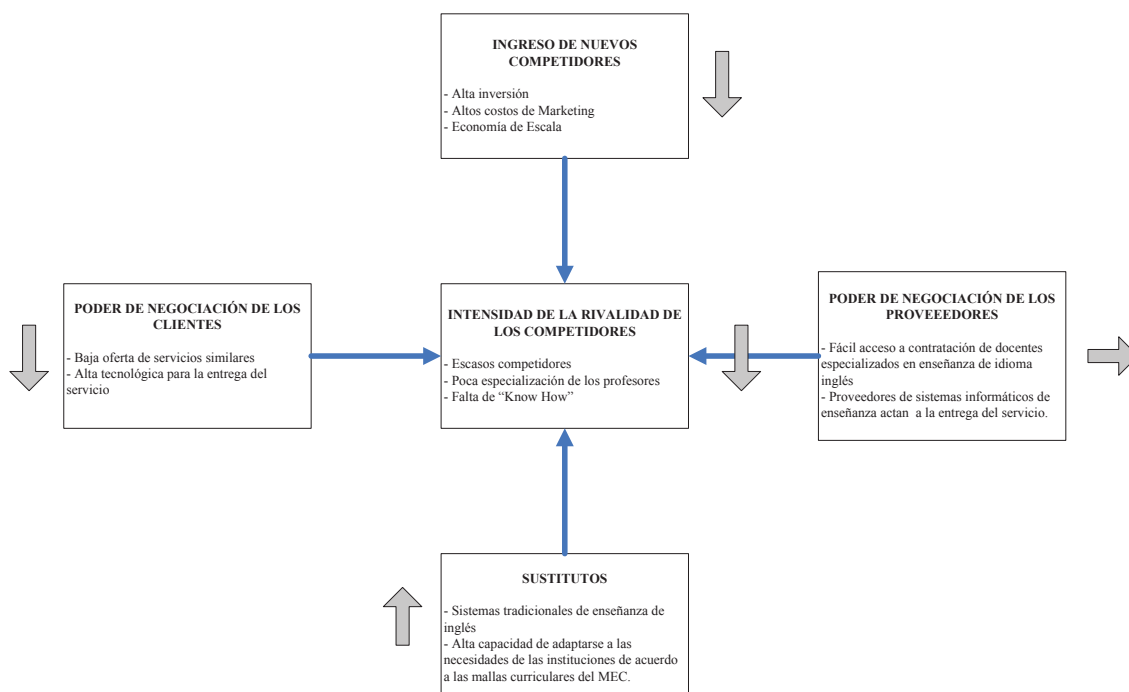 INGRESO DE NUEVOS
COMPETIDORES
- Alta inversión
- Altos costos de Marketing
- Economía de Escala
PODER DE NEGOCIACIÓN DE LOS
CLIENTES
- Baja oferta de servicios similares
- Alta tecnológica para la entrega del
servicio
INTENSIDAD DE LA RIVALIDAD DE
LOS COMPETIDORES
- Escasos competidores
- Poca especialización de los profesores
- Falta de “Know How”
PODER DE NEGOCIACIÓN DE LOS
PROVEEEDORES
- Fácil acceso a contratación de docentes
especializados en enseñanza de idioma
inglés
- Proveedores de sistemas informáticos de
enseñanza actan a la entrega del servicio.
SUSTITUTOS
- Sistemas tradicionales de enseñanza de
inglés
- Alta capacidad de adaptarse a las
necesidades de las instituciones de acuerdo
a las mallas curriculares del MEC.